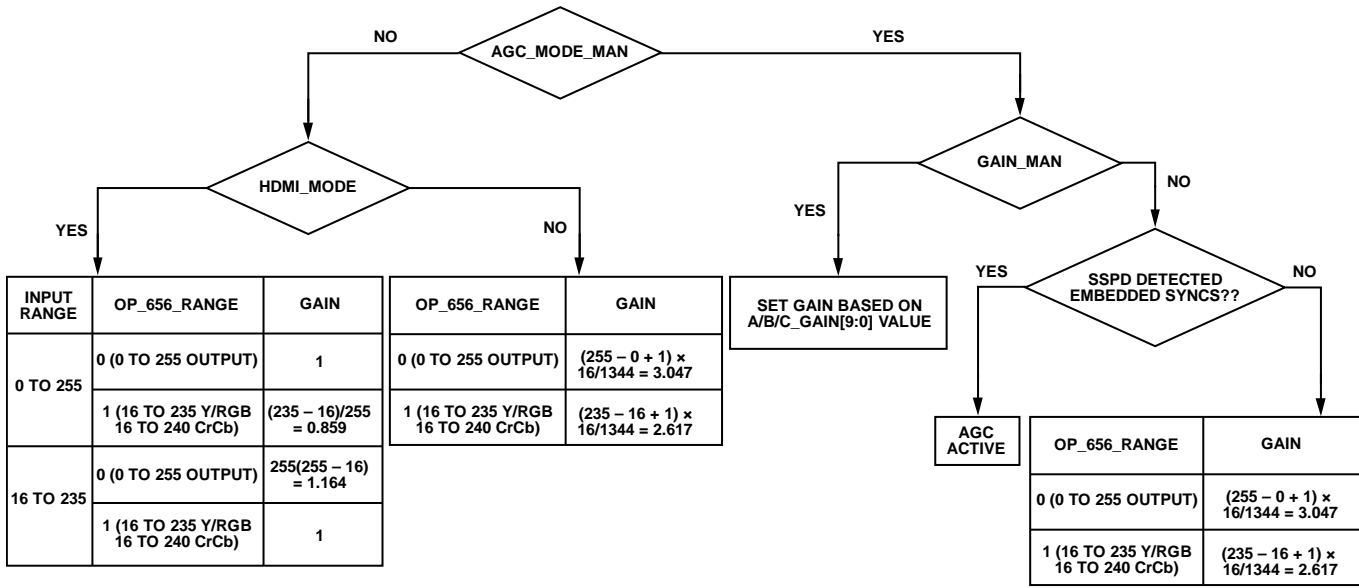 AGC_MODE_MAN
NO
YES
HDMI_MODE
YES
NO
INPUT
RANGE
OP_656_RANGE
GAIN
0 TO 255
0 (0 TO 255 OUTPUT)
1
1 (16 TO 235 Y/RGB
16 TO 240 CrCb)
(235 – 16)/255
= 0.859
16 TO 235
0 (0 TO 255 OUTPUT)
255(255 – 16)
= 1.164
1 (16 TO 235 Y/RGB
16 TO 240 CrCb)
1
OP_656_RANGE
GAIN
0 (0 TO 255 OUTPUT)
(255 – 0 + 1) ×
16/1344 = 3.047
1 (16 TO 235 Y/RGB
16 TO 240 CrCb)
(235 – 16 + 1) ×
16/1344 = 2.617
GAIN_MAN
YES
NO
SET GAIN BASED ON
A/B/C_GAIN[9:0] VALUE
SSPD DETECTED
EMBEDDED SYNCS??
YES
NO
AGC
ACTIVE
OP_656_RANGE
GAIN
0 (0 TO 255 OUTPUT)
(255 – 0 + 1) ×
16/1344 = 3.047
1 (16 TO 235 Y/RGB
16 TO 240 CrCb)
(235 – 16 + 1) ×
16/1344 = 2.617